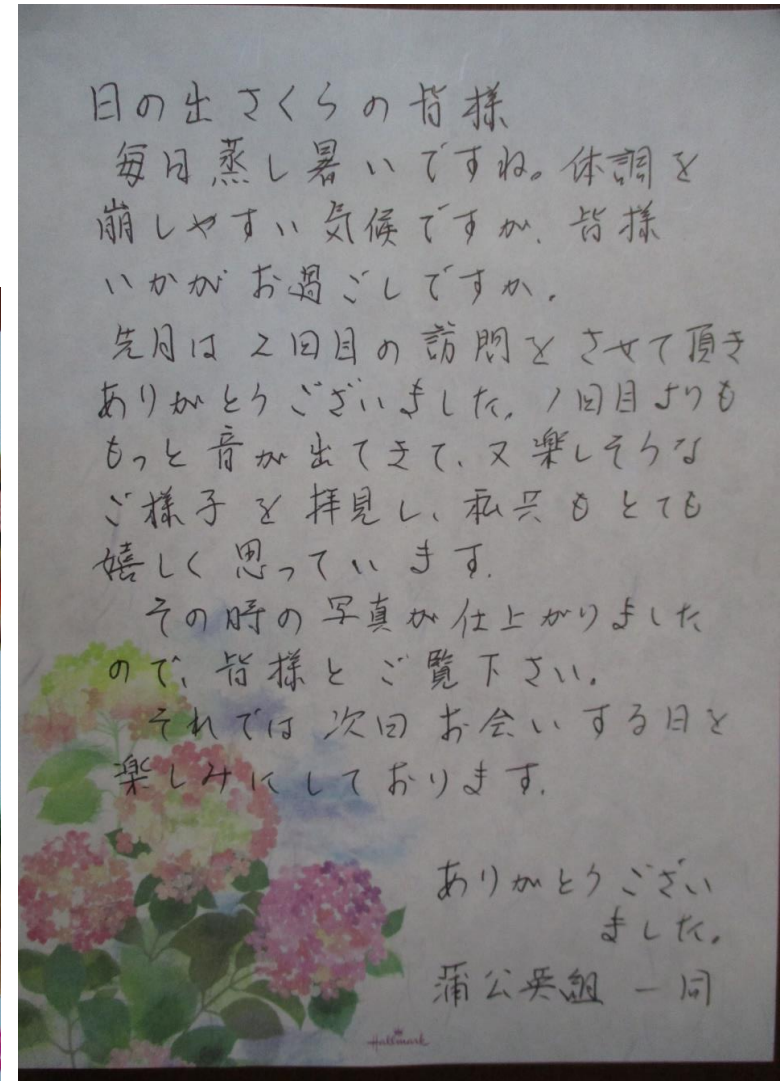 日の出さくらの皆様
毎日蒸し暑いですね。体調を
崩しやすい気候ですが、皆様
いかがお過ごしですか。
先月は2回目の訪問をさせて頂き
ありがとうございました。1回目よりも
もっと音が出てきて、又楽しそうな
ご様子を拝見し、私共もとても
嬉しく思っています。
その時の写真が仕上がりました
ので、皆様とご覧下さい。
それでは次回お会いする日を
楽しみにしております。
ありがとうござい
ました。
蒲公英組一同
Hallmark